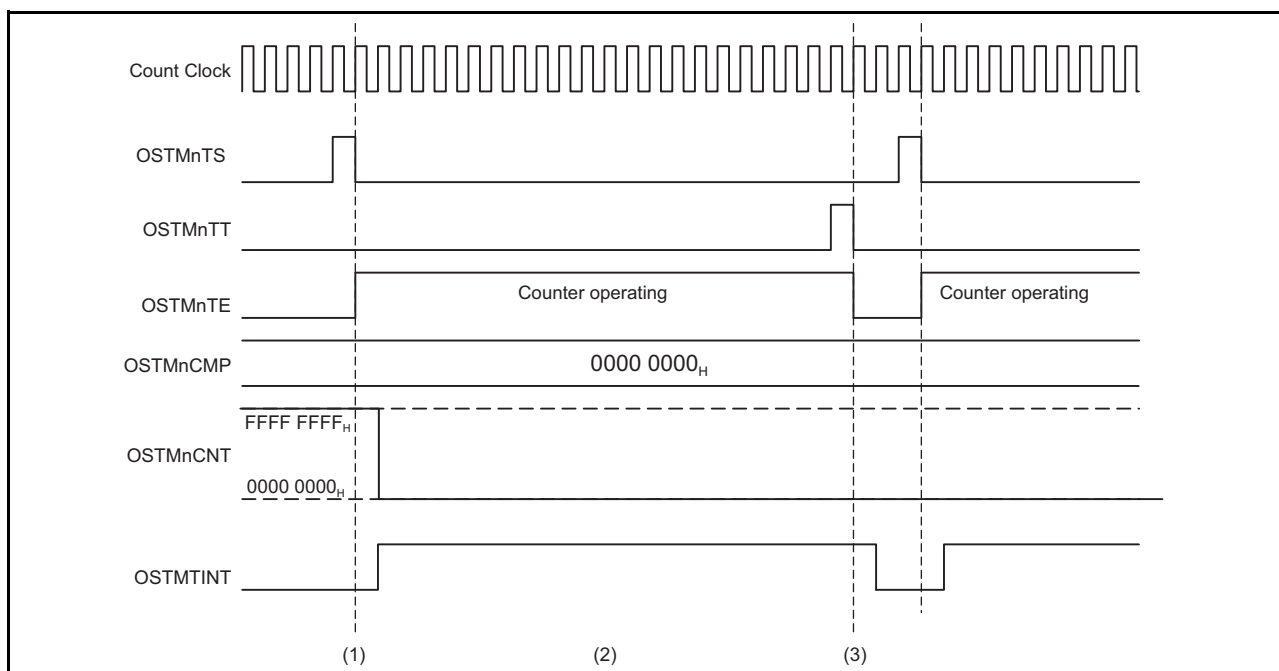 Count Clock
OSTMnTS
OSTMnTT
OSTMnTE
Counter operating
Counter operating
OSTMnCMP
0000 0000H
FFFF FFFFH
OSTMnCNT
0000 0000H
OSTMTINT
(1)
(2)
(3)